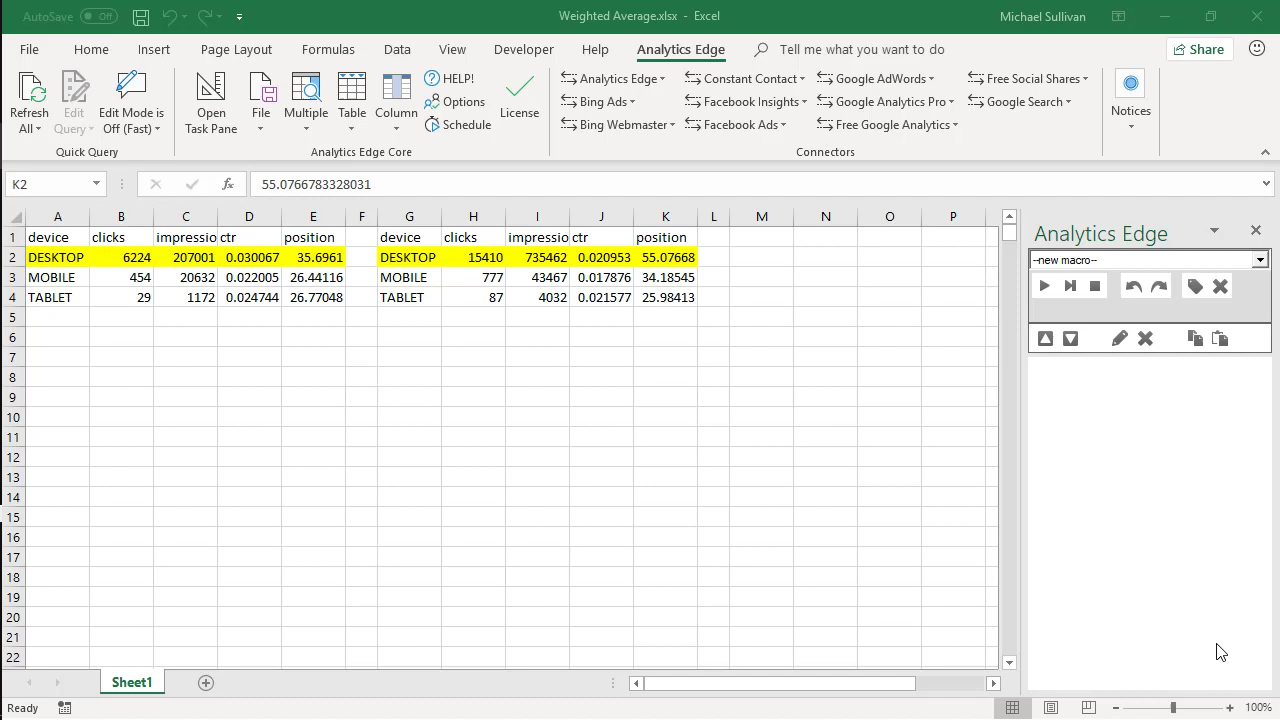 AutoSave Off Weighted Average.xlsx - Excel Michael Sullivan
File Home Insert Page Layout Formulas Data View Developer Help Analytics Edge Tell me what you want to do Share
Refresh All
Edit Query
Edit Mode is Off (Fast)
Quick Query
Open Task Pane
File
Multiple
Table
Column
HELP!
Options
Schedule
License
Analytics Edge Core
Analytics Edge Constant Contact Google AdWords Free Social Shares
Bing Ads Facebook Insights Google Analytics Pro Google Search
Bing Webmaster Facebook Ads Free Google Analytics
Connectors
Notices
K2 fx 55.0766783328031
A B C D E F G H I J K L M N O P
1 device clicks impressio ctr position device clicks impressio ctr position
2 DESKTOP 6224 207001 0.030067 35.6961 DESKTOP 15410 735462 0.020953 55.07668
3 MOBILE 454 20632 0.022005 26.44116 MOBILE 777 43467 0.017876 34.18545
4 TABLET 29 1172 0.024744 26.77048 TABLET 87 4032 0.021577 25.98413
5
6
7
8
9
10
11
12
13
14
15
16
17
18
19
20
21
22
Analytics Edge
--new macro--
Sheet1
Ready 100%